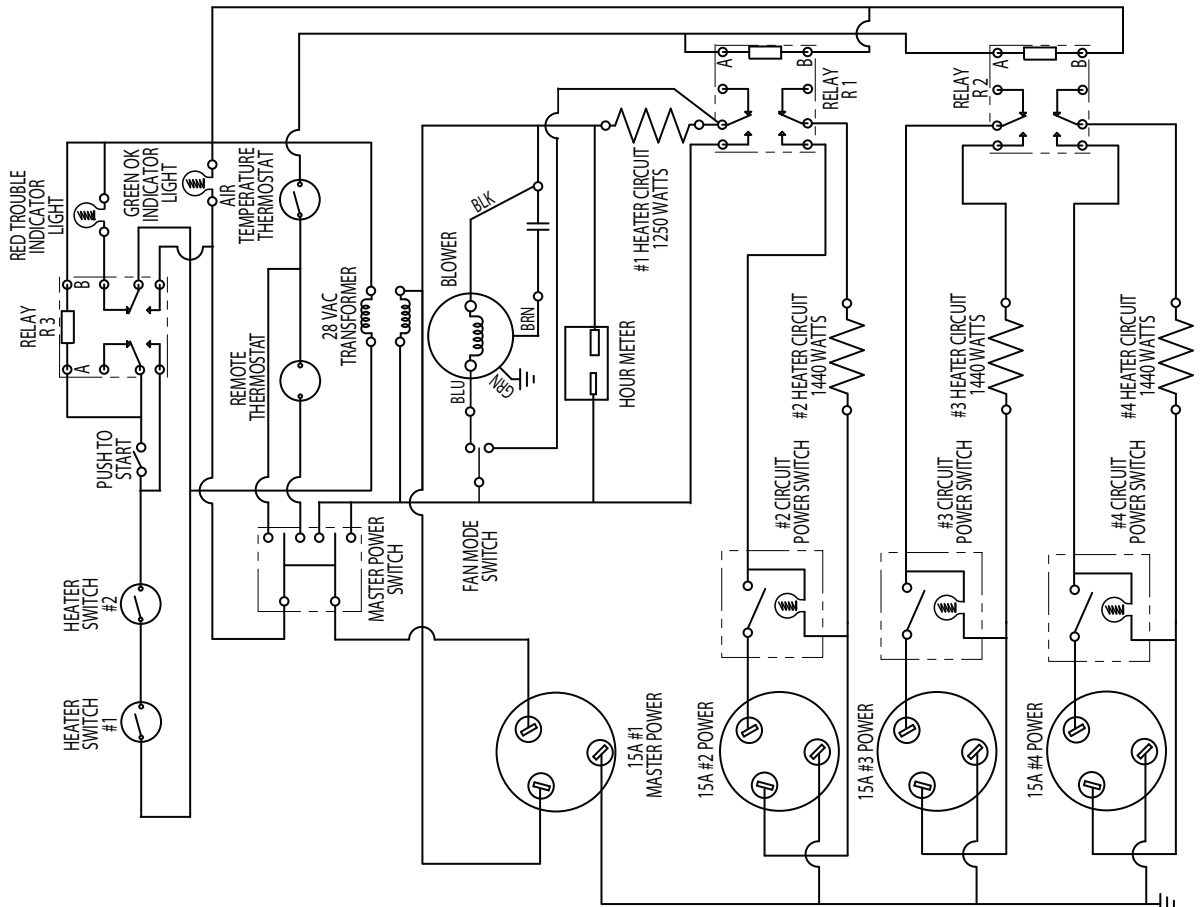 RED TROUBLE
INDICATOR
LIGHT
GREEN OK
INDICATOR
LIGHT
AIR
TEMPERATURE
THERMOSTAT
RELAY
R 3
A
B
PUSH TO
START
HEATER
SWITCH
#2
HEATER
SWITCH
#1
REMOTE
THERMOSTAT
28 VAC
TRANSFORMER
MASTER POWER
SWITCH
BLOWER
BLK
BRN
BLU
GRN
FAN MODE
SWITCH
HOUR METER
#1 HEATER CIRCUIT
1250 WATTS
A
B
RELAY
R 1
A
B
RELAY
R 2
#2 HEATER CIRCUIT
1440 WATTS
#3 HEATER CIRCUIT
1440 WATTS
#4 HEATER CIRCUIT
1440 WATTS
#2 CIRCUIT
POWER SWITCH
#3 CIRCUIT
POWER SWITCH
#4 CIRCUIT
POWER SWITCH
15A #1
MASTER POWER
15A #2 POWER
15A #3 POWER
15A #4 POWER